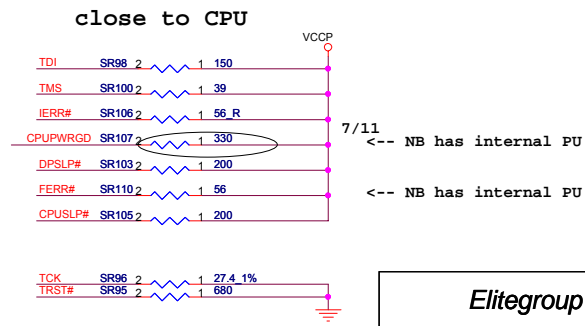 close to CPU
VCCP
TDI SR98 2 1 150
TMS SR100 2 1 39
IERR# SR106 2 1 56_R
7/11
CPUPWRGD SR107 2 1 330 <-- NB has internal PU
DPSLP# SR103 2 1 200
FERR# SR110 2 1 56 <-- NB has internal PU
CPUSLP# SR105 2 1 200
TCK SR96 2 1 27.4_1%
TRST# SR95 2 1 680
Elitegroup